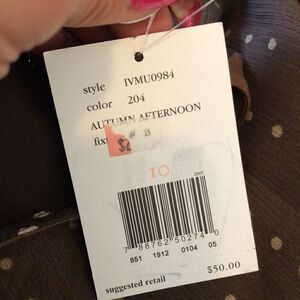 style IVMU0984
color 204
AUTUMN AFTERNOON
fix # B
10
7 88762 50274 0
851 1912 0104 05
suggested retail $50.00